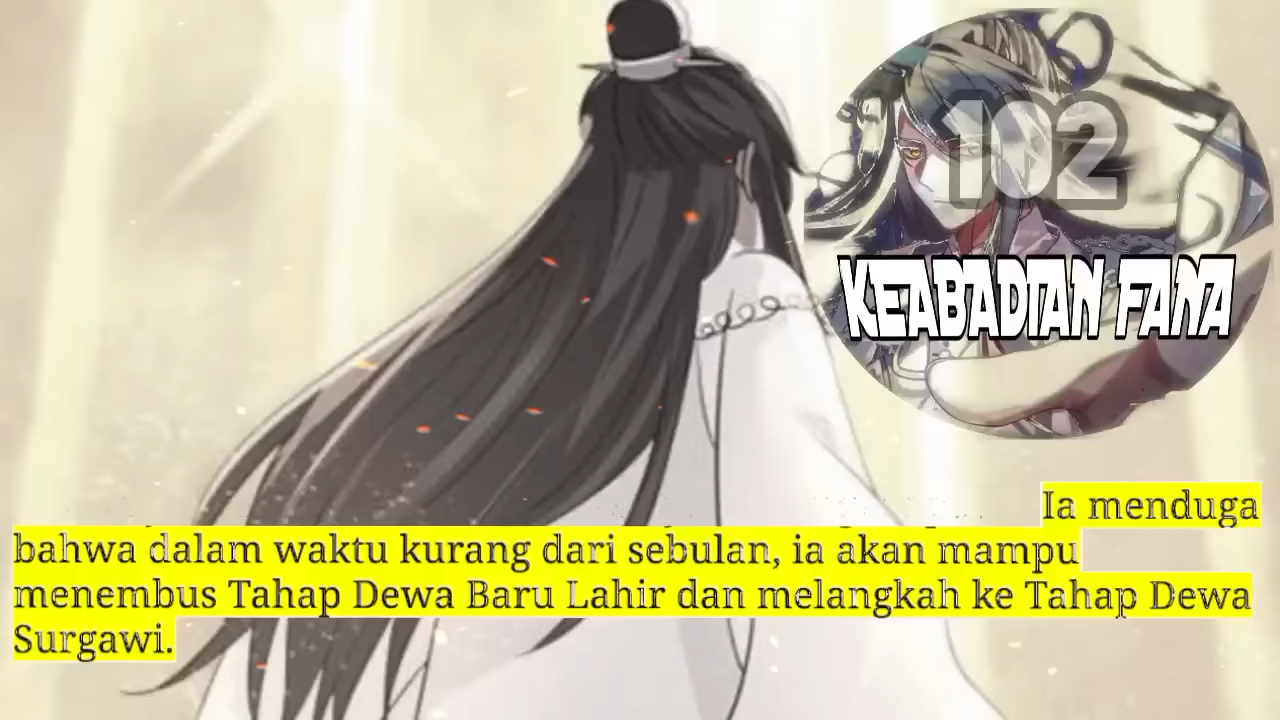 102
KEABADIAN FANA
Ia menduga
bahwa dalam waktu kurang dari sebulan, ia akan mampu
menembus Tahap Dewa Baru Lahir dan melangkah ke Tahap Dewa
Surgawi.